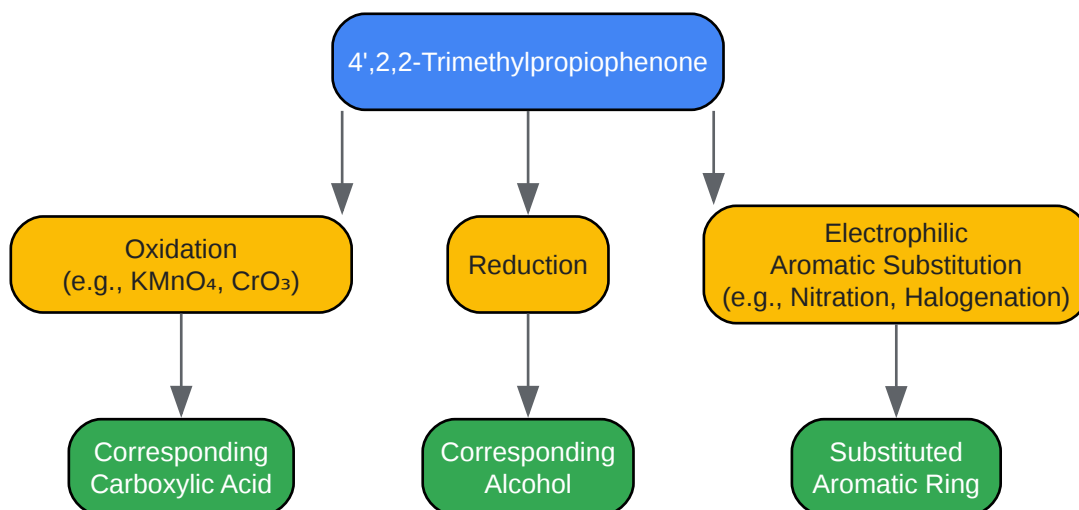 4',2,2-Trimethylpropiophenone
Oxidation
(e.g., KMnO₄, CrO₃)
Reduction
Electrophilic
Aromatic Substitution
(e.g., Nitration, Halogenation)
Corresponding
Carboxylic Acid
Corresponding
Alcohol
Substituted
Aromatic Ring